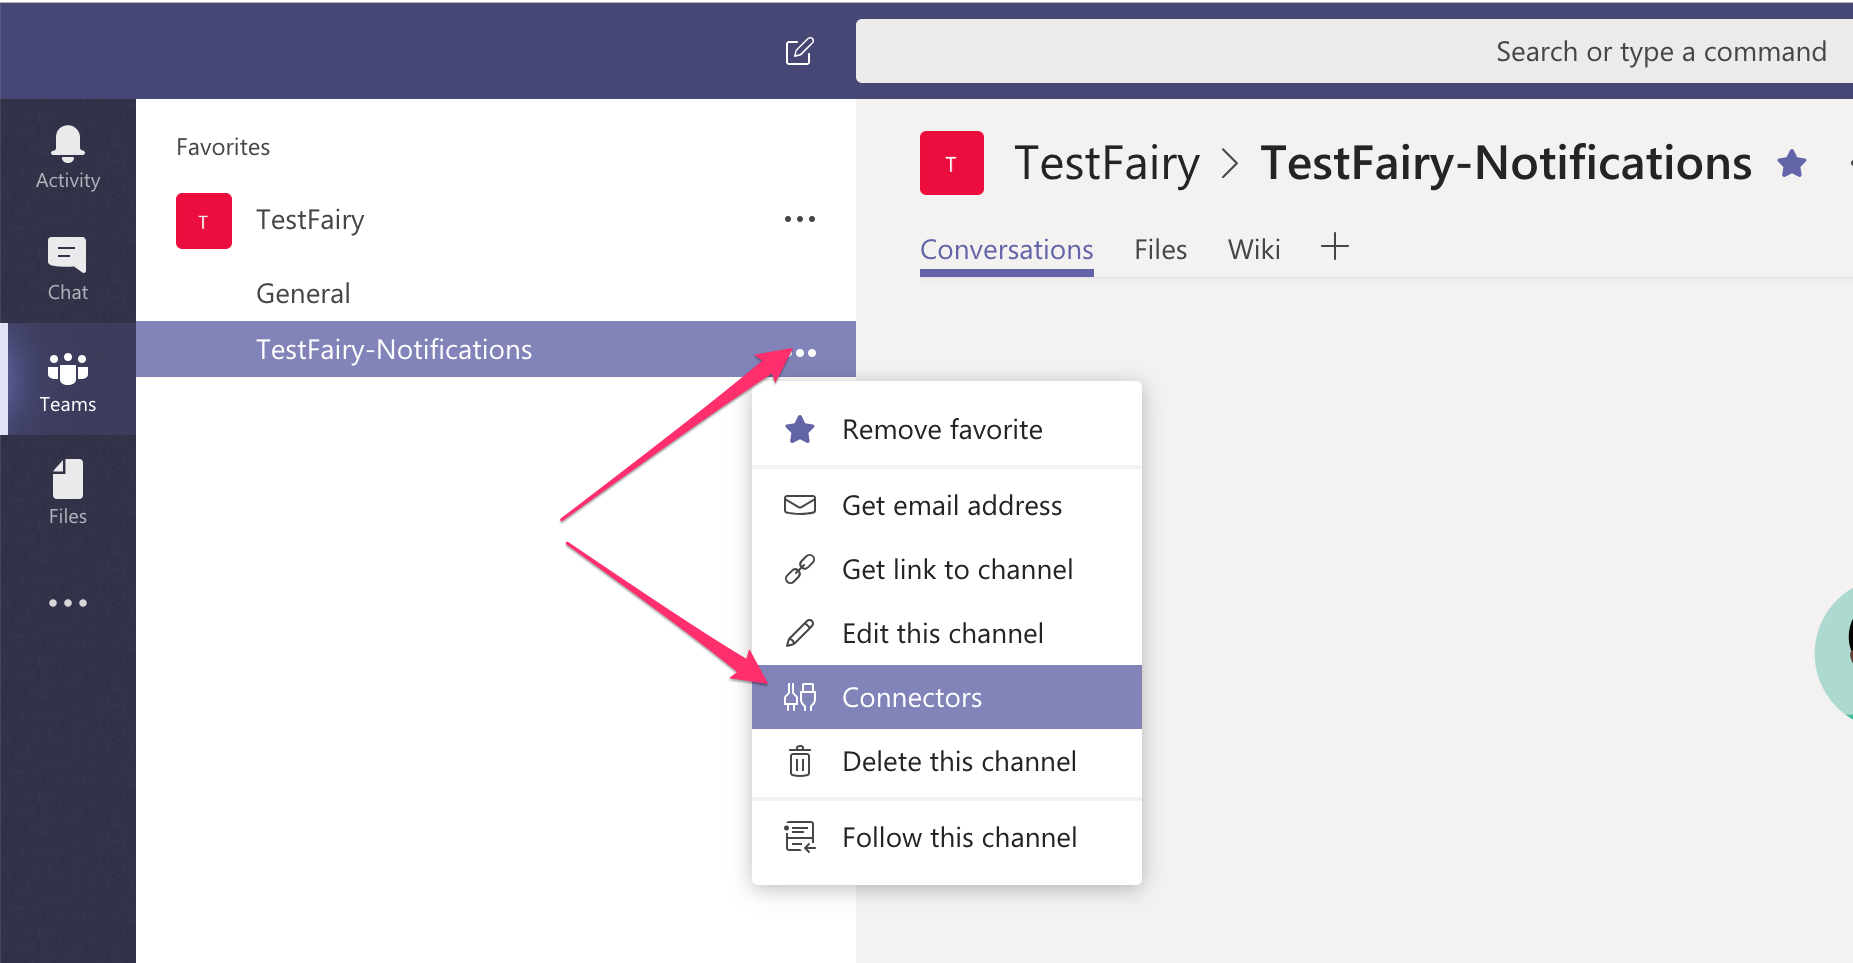 Search or type a command
Activity
Chat
Teams
Files
Favorites
T
TestFairy
General
TestFairy-Notifications
T
TestFairy > TestFairy-Notifications
Conversations Files Wiki
Remove favorite
Get email address
Get link to channel
Edit this channel
Connectors
Delete this channel
Follow this channel